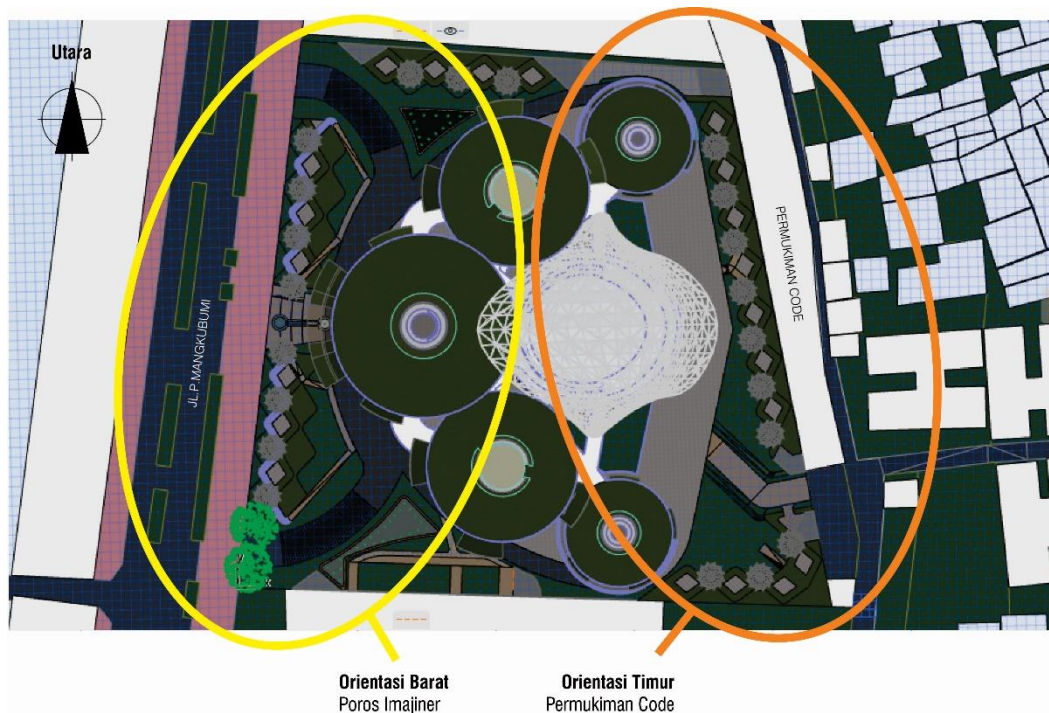 Utara
JL.P.MANGKUBUMI
PERMUKIMAN CODE
Orientasi Barat
Poros Imajiner
Orientasi Timur
Permukiman Code